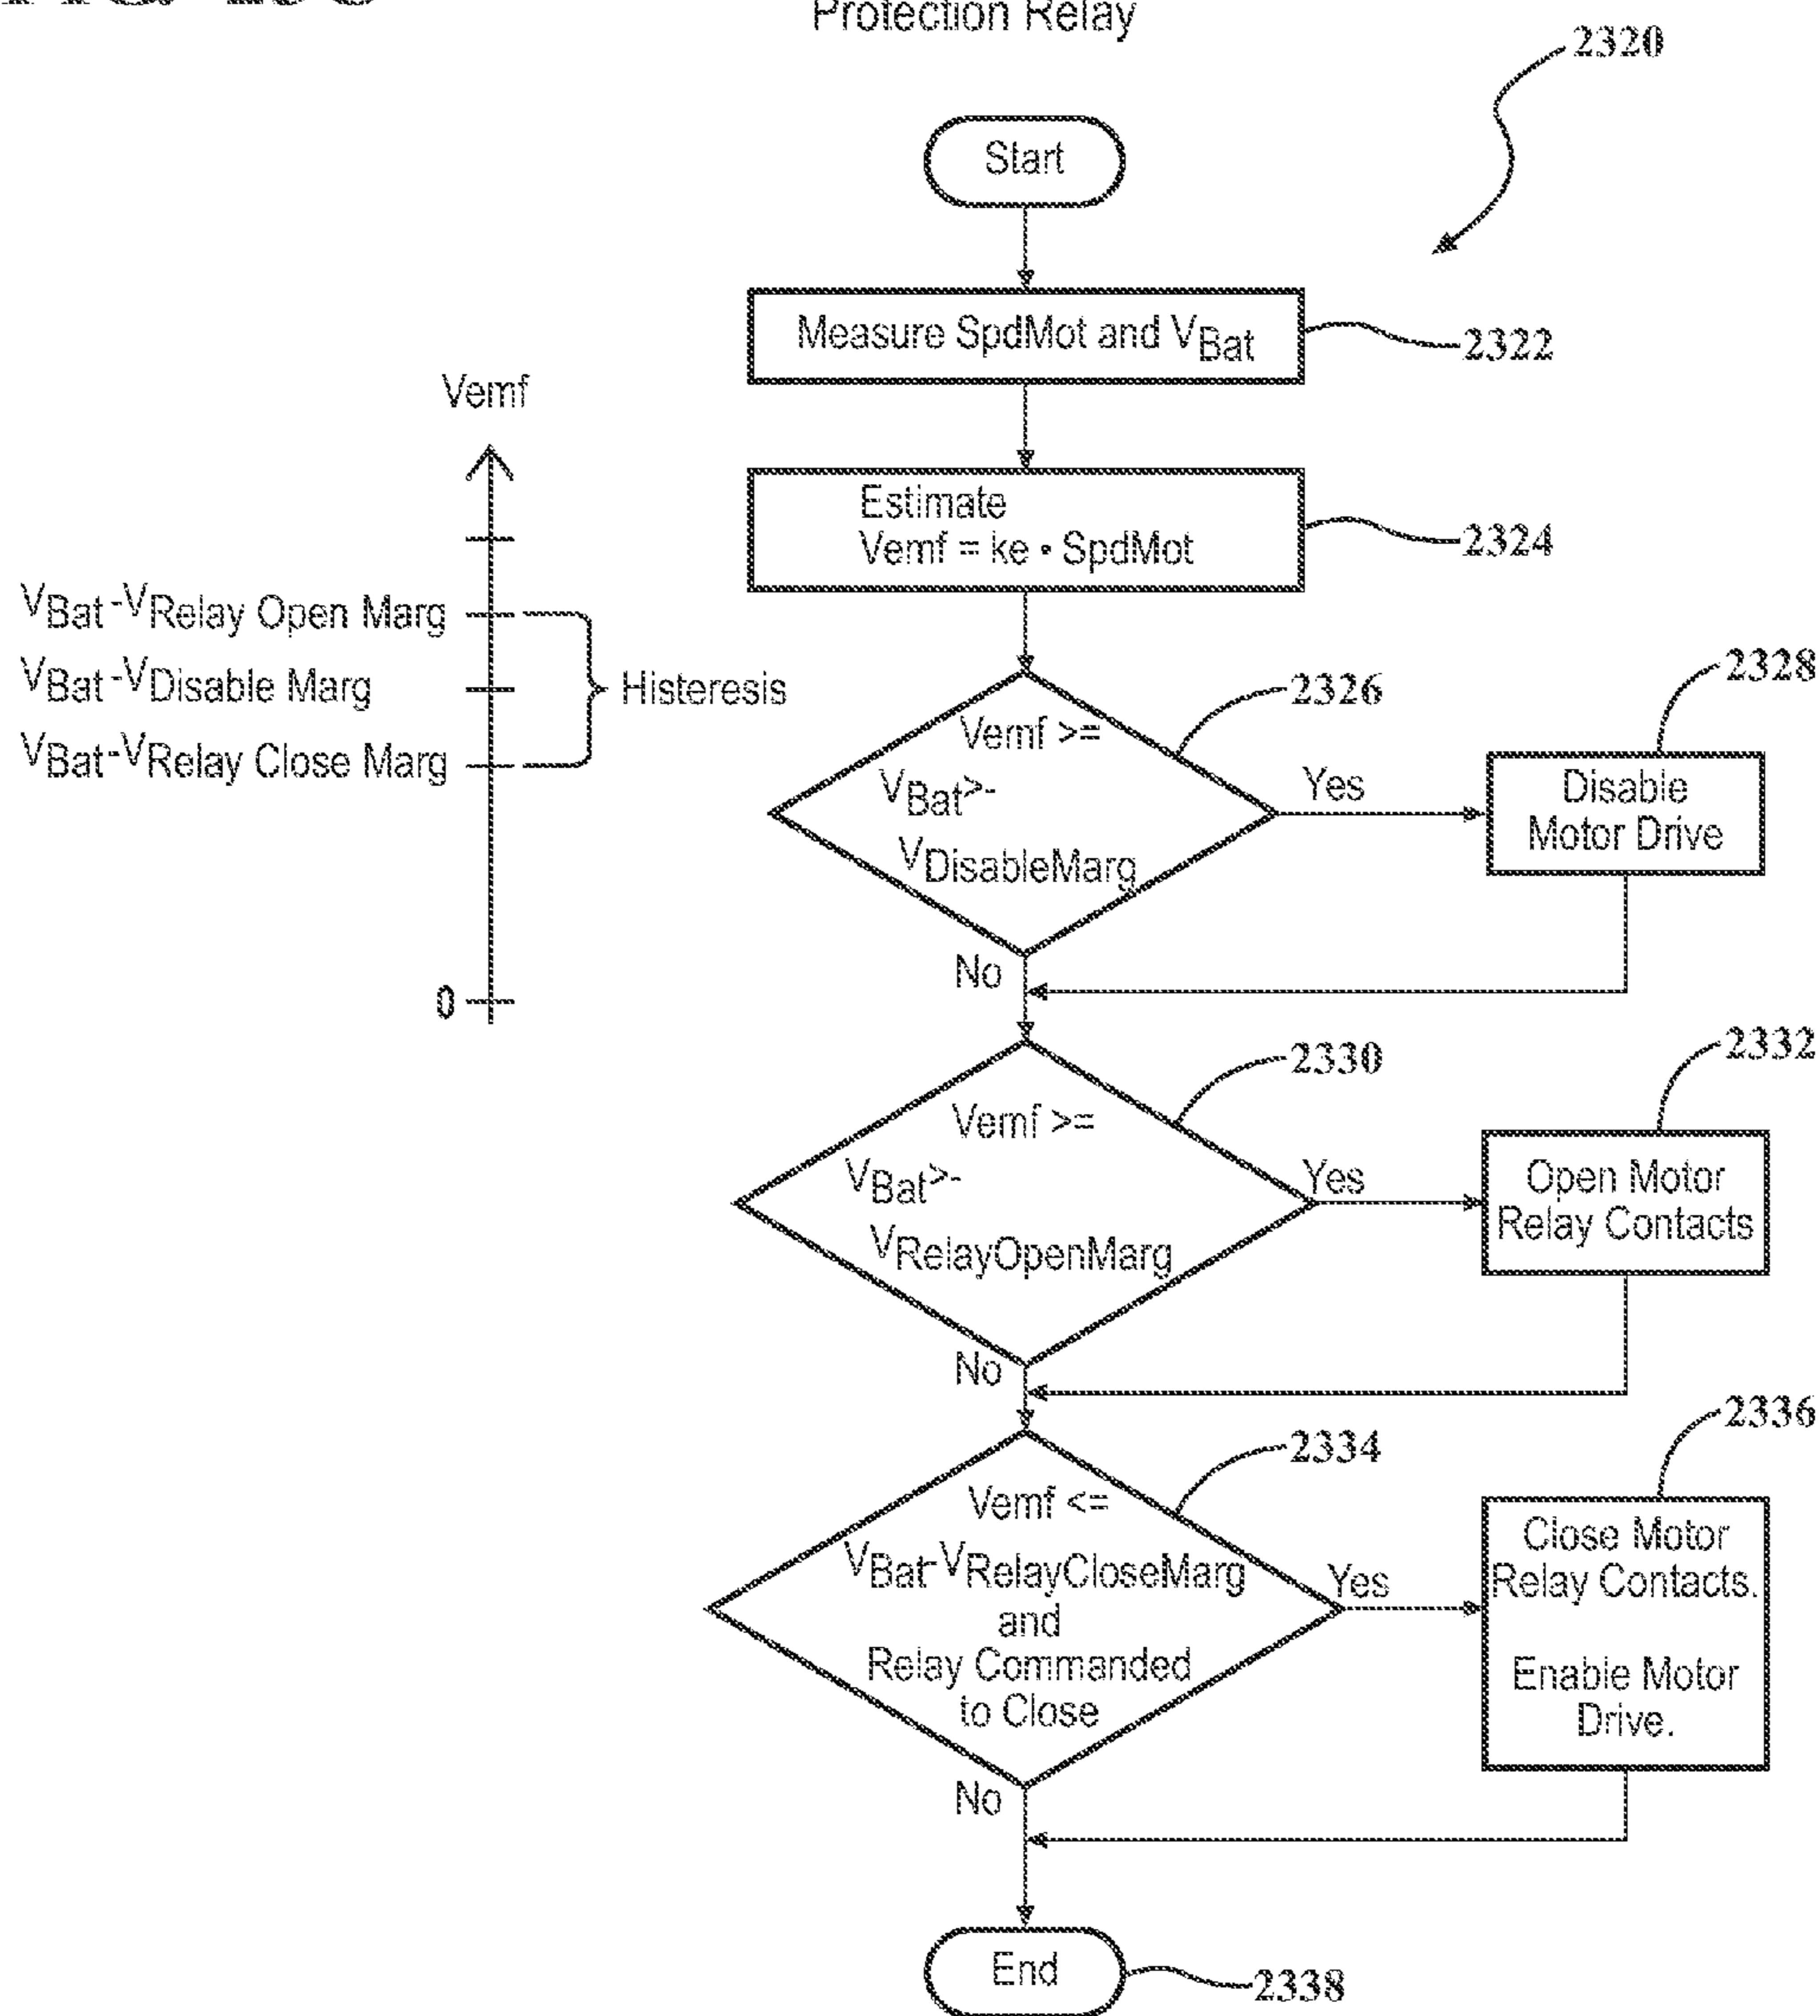 Protection Relay
2320
Start
Measure SpdMot and VBat
2322
Estimate
Vemf = ke • SpdMot
2324
Vemf
VBat-VRelay Open Marg
VBat-VDisable Marg
VBat-VRelay Close Marg
Histeresis
0
Vemf >=
VBat>-
VDisableMarg
2326
Yes
No
Disable
Motor Drive
2328
Vemf >=
VBat>-
VRelayOpenMarg
2330
Yes
No
Open Motor
Relay Contacts
2332
Vemf <=
VBat-VRelayCloseMarg
and
Relay Commanded
to Close
2334
Yes
No
Close Motor
Relay Contacts.
Enable Motor
Drive.
2336
End
2338